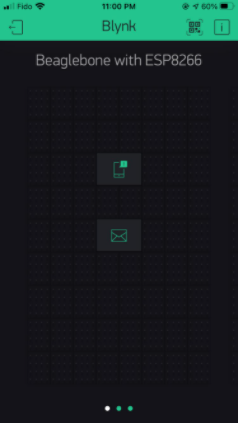 Fido 11:00 PM 60%
Blynk
Beaglebone with ESP8266